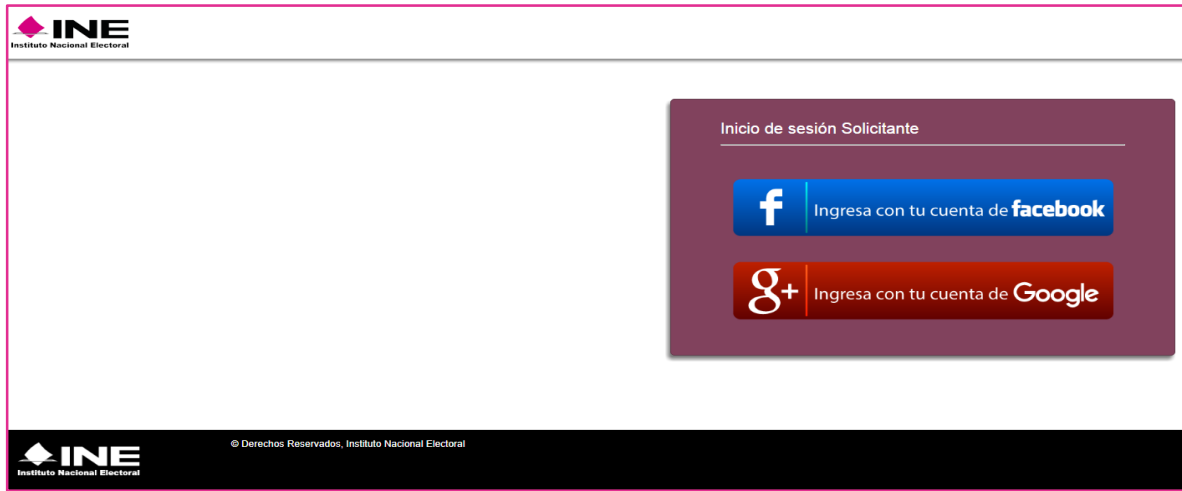 INE
Instituto Nacional Electoral
Inicio de sesión Solicitante
f Ingresa con tu cuenta de facebook
g+ Ingresa con tu cuenta de Google
INE
Instituto Nacional Electoral
© Derechos Reservados, Instituto Nacional Electoral